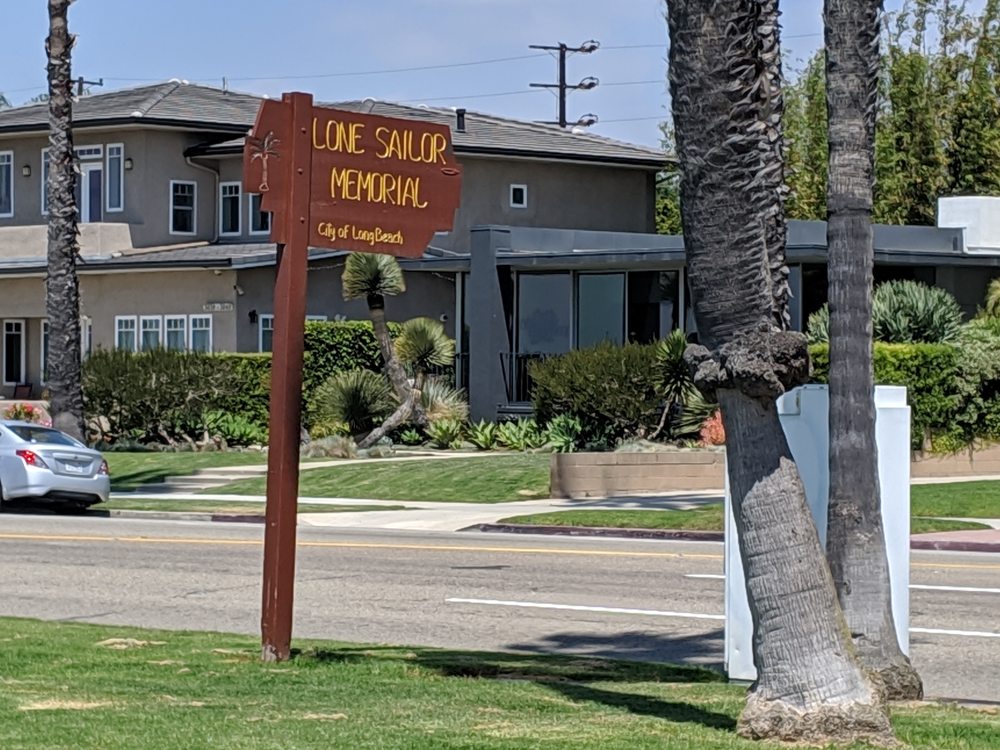 LONE SAILOR
MEMORIAL
City of Long Beach